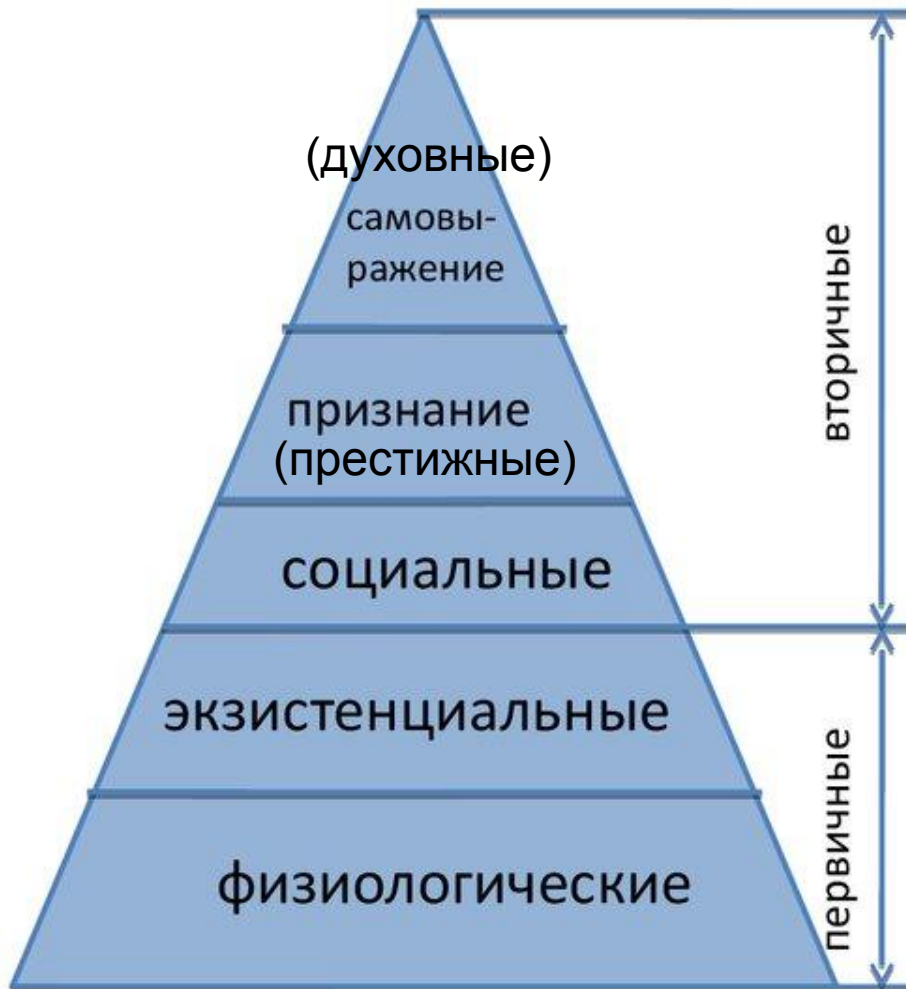 (духовные)
самовы-
ражение
признание
(престижные)
социальные
экзистенциальные
физиологические
вторичные
первичные